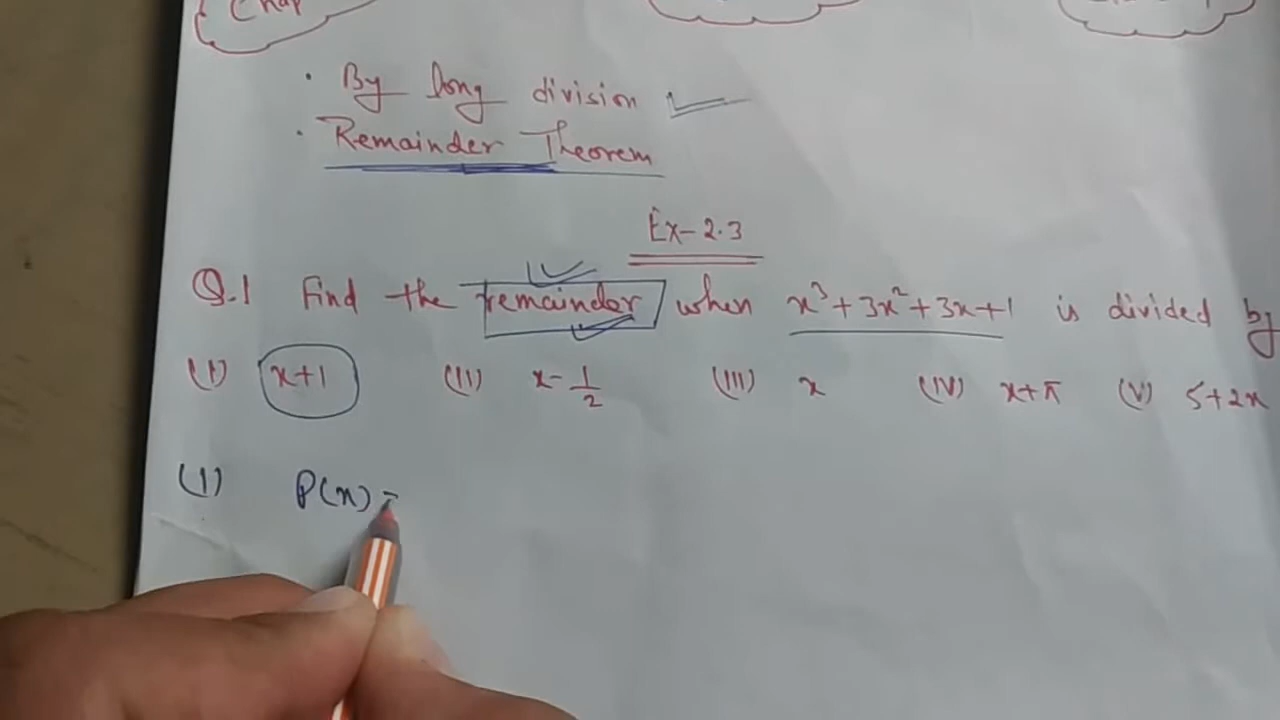 Chap
· By long division
· Remainder Theorem
Ex-2.3
Q.1 Find the remainder when x³+3x²+3x+1 is divided by
(I) x+1 (II) x-1/2 (III) x (IV) x+π (V) 5+2x
(I) P(x) =